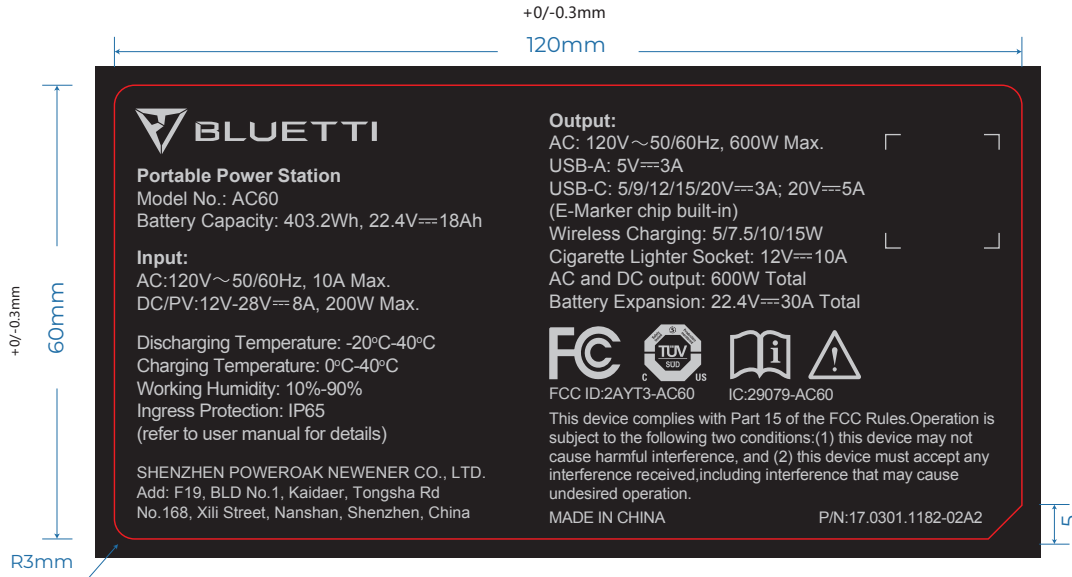 +0/-0.3mm
120mm
+0/-0.3mm
60mm
BLUETTI
Portable Power Station
Model No.: AC60
Battery Capacity: 403.2Wh, 22.4V⎓18Ah
Input:
AC:120V～50/60Hz, 10A Max.
DC/PV:12V-28V⎓8A, 200W Max.
Discharging Temperature: -20°C-40°C
Charging Temperature: 0°C-40°C
Working Humidity: 10%-90%
Ingress Protection: IP65
(refer to user manual for details)
SHENZHEN POWEROAK NEWENER CO., LTD.
Add: F19, BLD No.1, Kaidaer, Tongsha Rd
No.168, Xili Street, Nanshan, Shenzhen, China
Output:
AC: 120V～50/60Hz, 600W Max.
USB-A: 5V⎓3A
USB-C: 5/9/12/15/20V⎓3A; 20V⎓5A
(E-Marker chip built-in)
Wireless Charging: 5/7.5/10/15W
Cigarette Lighter Socket: 12V⎓10A
AC and DC output: 600W Total
Battery Expansion: 22.4V⎓30A Total
FC
TÜV
SÜD
C US
i
!
FCC ID:2AYT3-AC60 IC:29079-AC60
This device complies with Part 15 of the FCC Rules.Operation is
subject to the following two conditions:(1) this device may not
cause harmful interference, and (2) this device must accept any
interference received,including interference that may cause
undesired operation.
MADE IN CHINA P/N:17.0301.1182-02A2
5
R3mm